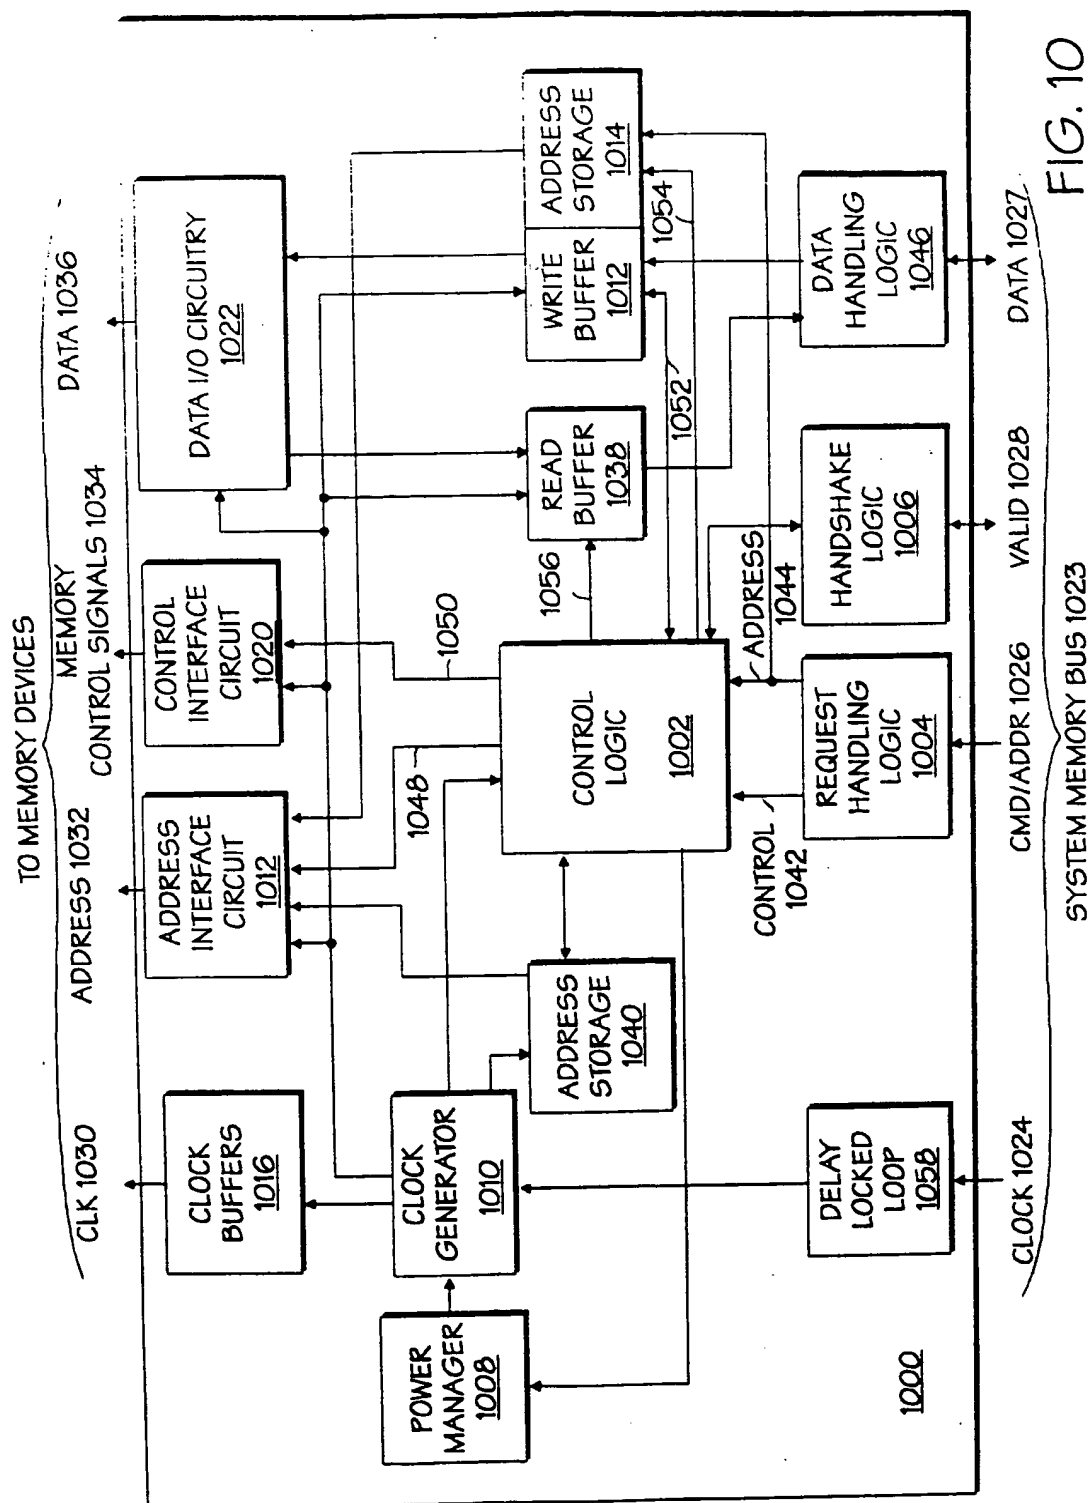 TO MEMORY DEVICES
CLK 1030
ADDRESS 1032
MEMORY
CONTROL SIGNALS 1034
DATA 1036
CLOCK
BUFFERS
1016
ADDRESS
INTERFACE
CIRCUIT
1012
CONTROL
INTERFACE
CIRCUIT
1020
DATA I/O CIRCUITRY
1022
POWER
MANAGER
1008
CLOCK
GENERATOR
1010
1048
1050
ADDRESS
STORAGE
1040
CONTROL
LOGIC
1002
1056
READ
BUFFER
1038
WRITE
BUFFER
1012
ADDRESS
STORAGE
1014
1052
1054
CONTROL
1042
ADDRESS
1044
DELAY
LOCKED
LOOP
1058
REQUEST
HANDLING
LOGIC
1004
HANDSHAKE
LOGIC
1006
DATA
HANDLING
LOGIC
1046
1000
CLOCK 1024
CMD/ADDR 1026
VALID 1028
DATA 1027
SYSTEM MEMORY BUS 1023
FIG. 10